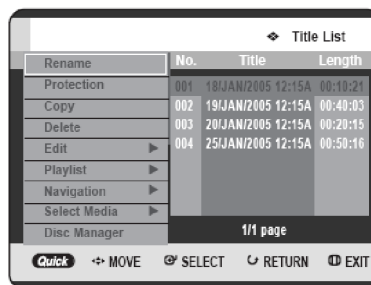 Title List
Rename
No. Title Length
Protection
001 18/JAN/2005 12:15A 00:10:21
Copy
002 19/JAN/2005 12:15A 00:40:03
Delete
003 20/JAN/2005 12:15A 00:20:15
Edit
004 25/JAN/2005 12:15A 00:50:16
Playlist
Navigation
Select Media
Disc Manager
1/1 page
Quick MOVE SELECT RETURN EXIT